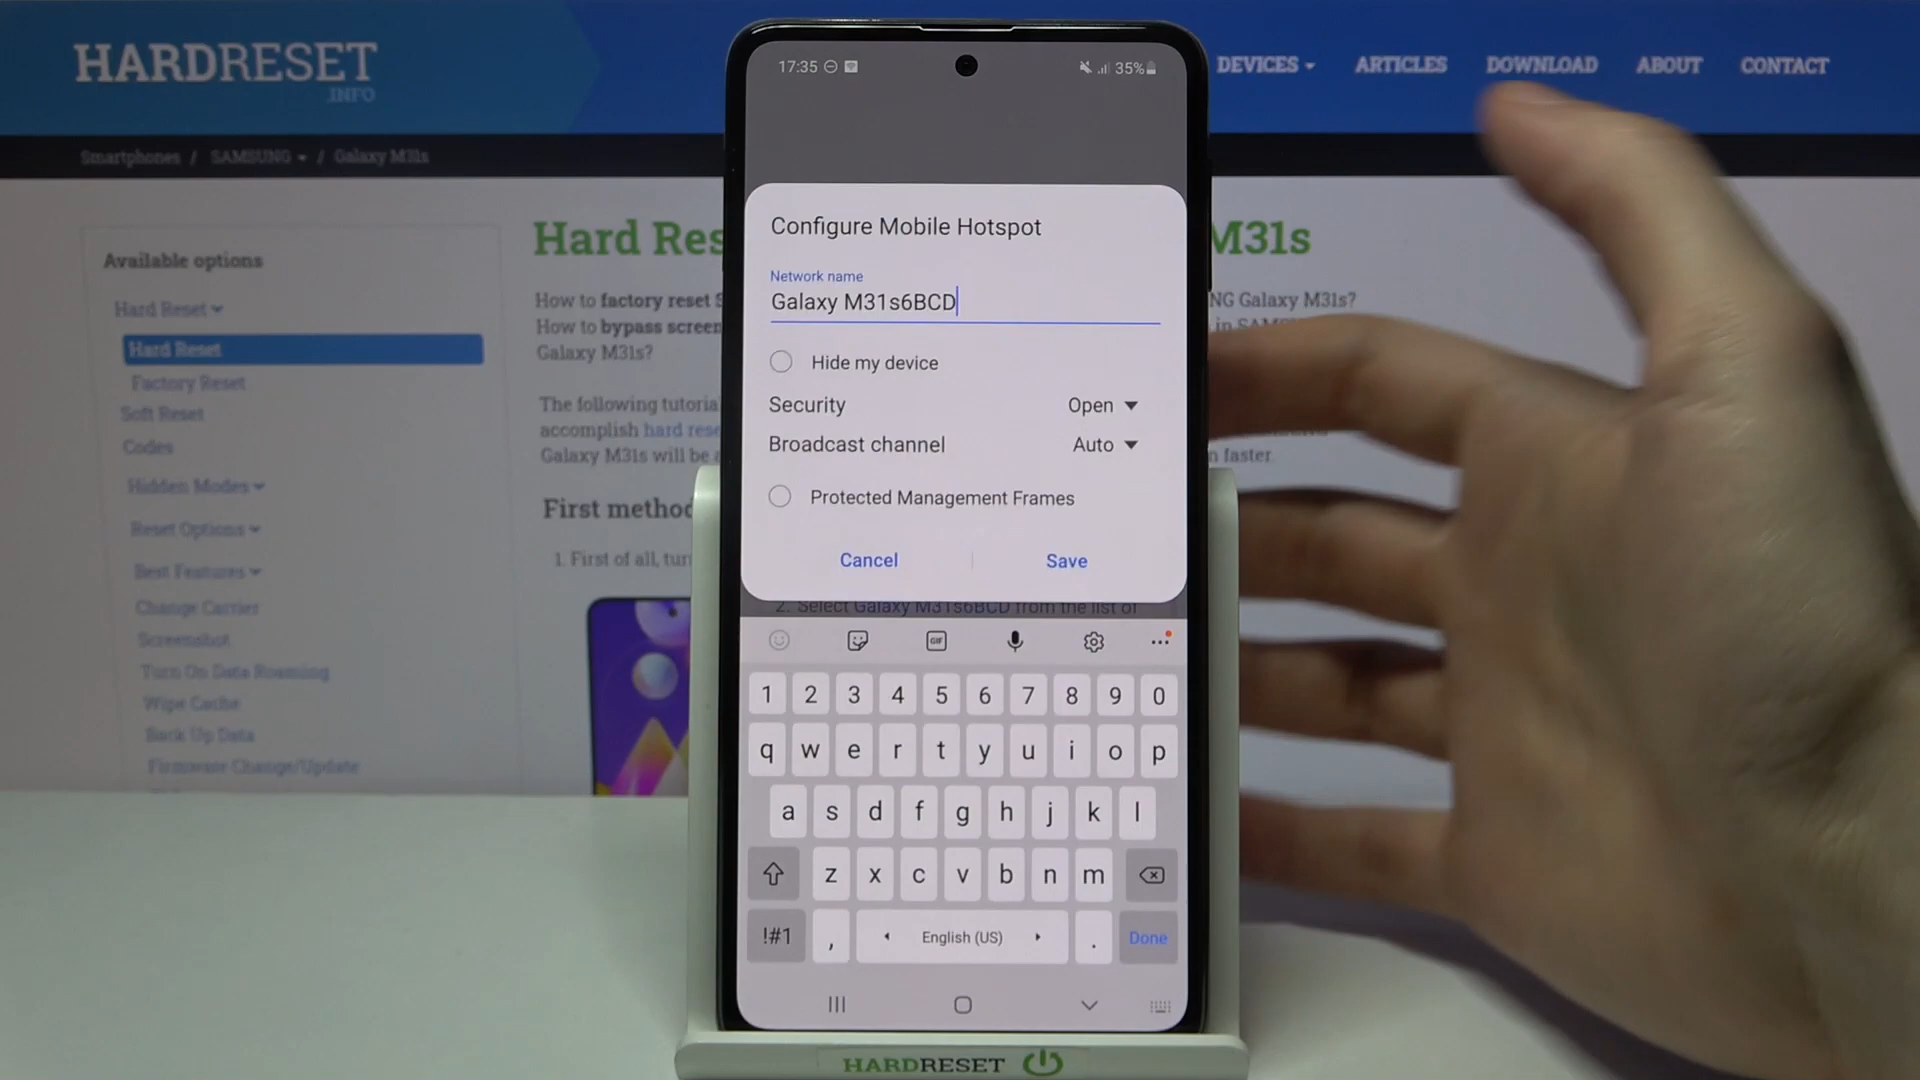 HARDRESET
.INFO
DEVICES
ARTICLES
DOWNLOAD
ABOUT
CONTACT
Smartphones / SAMSUNG / Galaxy M31s
Available options
Hard Reset
Hard Reset
Factory Reset
Soft Reset
Codes
Hidden Modes
Reset Options
Best Features
Change Carrier
Screenshot
Turn On Data Roaming
Wipe Cache
Back Up Data
Firmware Change/Update
Hard Res
M31s
How to factory reset S
NG Galaxy M31s?
How to bypass screen
in SAMS
Galaxy M31s?
The following tutoria
accomplish hard rese
Galaxy M31s will be a
n faster.
First method
1. First of all, tur
17:35
35%
Configure Mobile Hotspot
Network name
Galaxy M31s6BCD
Hide my device
Security Open
Broadcast channel Auto
Protected Management Frames
Cancel Save
2. Select Galaxy M31s6BCD from the list of
GIF
1 2 3 4 5 6 7 8 9 0
q w e r t y u i o p
a s d f g h j k l
z x c v b n m
!#1 , English (US) . Done
HARDRESET